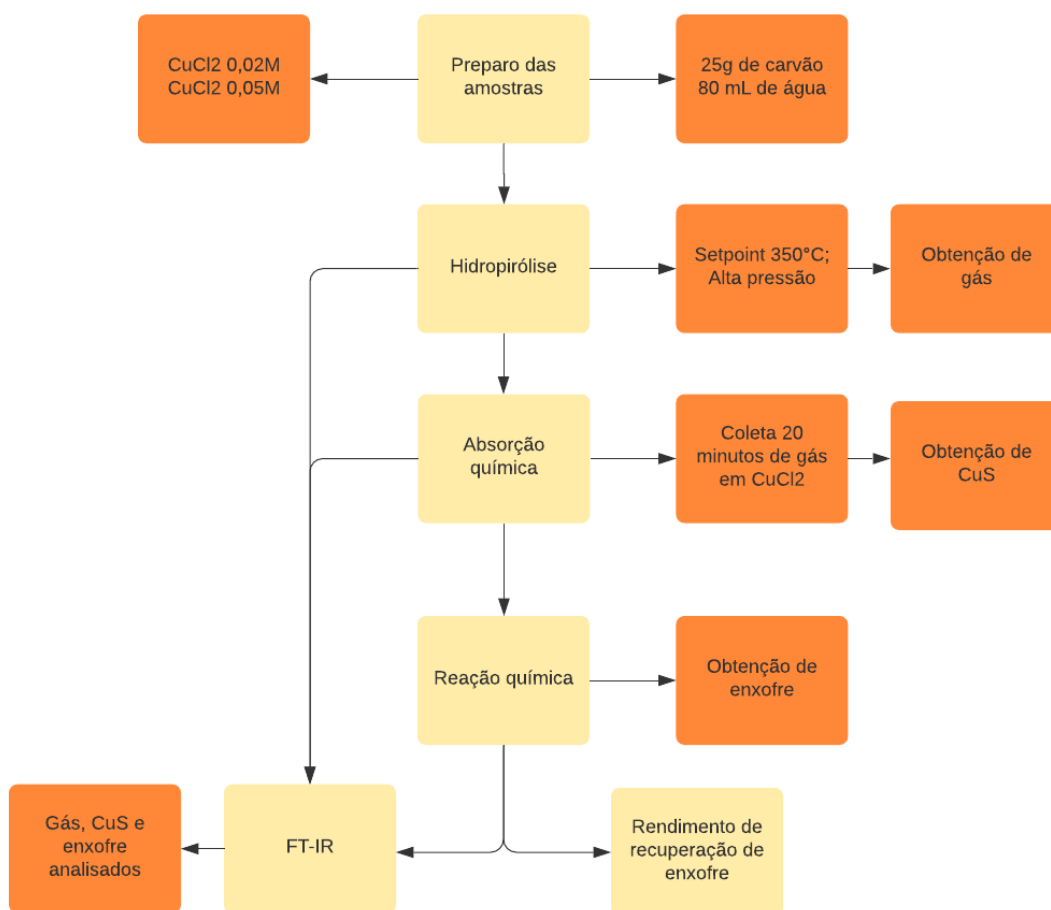 CuCl2 0,02M
CuCl2 0,05M
Preparo das
amostras
25g de carvão
80 mL de água
Hidropirólise
Setpoint 350°C;
Alta pressão
Obtenção de
gás
Absorção
química
Coleta 20
minutos de gás
em CuCl2
Obtenção de
CuS
Reação química
Obtenção de
enxofre
Gás, CuS e
enxofre
analisados
FT-IR
Rendimento de
recuperação de
enxofre